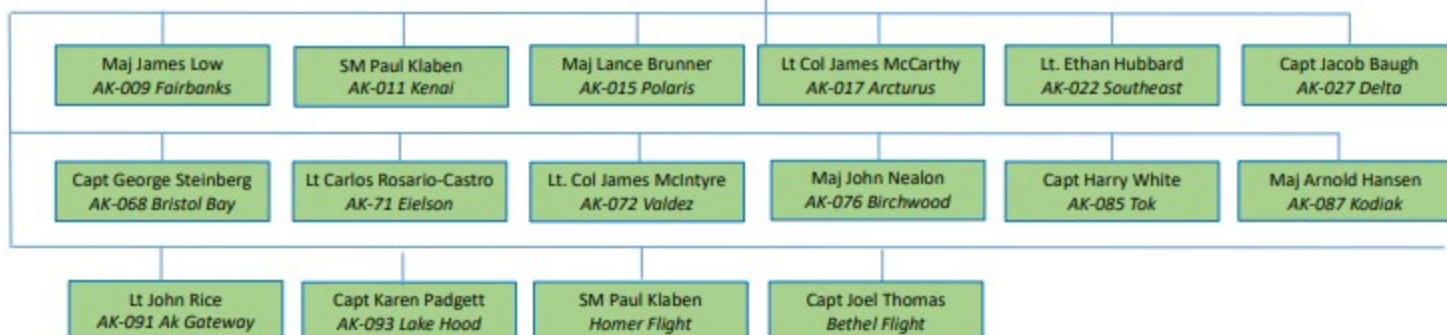 Maj James Low
AK-009 Fairbanks
SM Paul Klaben
AK-011 Kenai
Maj Lance Brunner
AK-015 Polaris
Lt Col James McCarthy
AK-017 Arcturus
Lt. Ethan Hubbard
AK-022 Southeast
Capt Jacob Baugh
AK-027 Delta
Capt George Steinberg
AK-068 Bristol Bay
Lt Carlos Rosario-Castro
AK-71 Eielson
Lt. Col James McIntyre
AK-072 Valdez
Maj John Nealon
AK-076 Birchwood
Capt Harry White
AK-085 Tok
Maj Arnold Hansen
AK-087 Kodiak
Lt John Rice
AK-091 Ak Gateway
Capt Karen Padgett
AK-093 Lake Hood
SM Paul Klaben
Homer Flight
Capt Joel Thomas
Bethel Flight